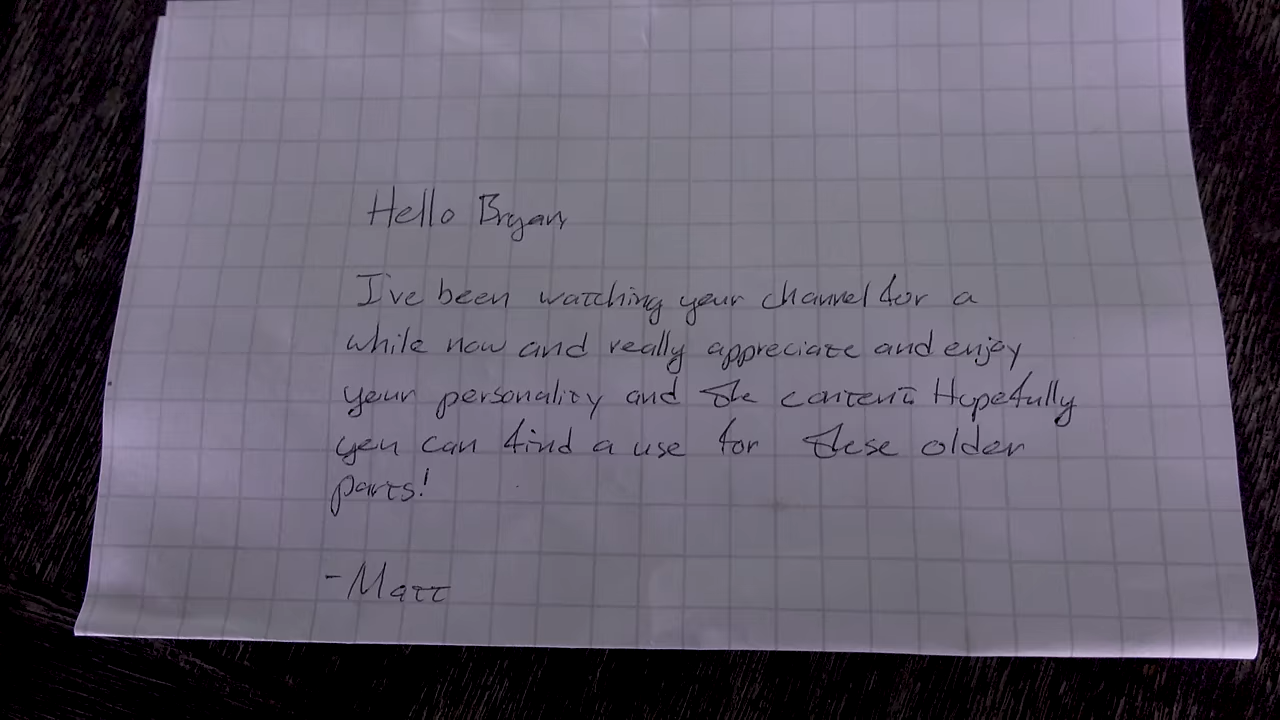 Hello Bryan
I've been watching your channel for a
while now and really appreciate and enjoy
your personality and the content Hopefully
you can find a use for these older
parts!
-Matt